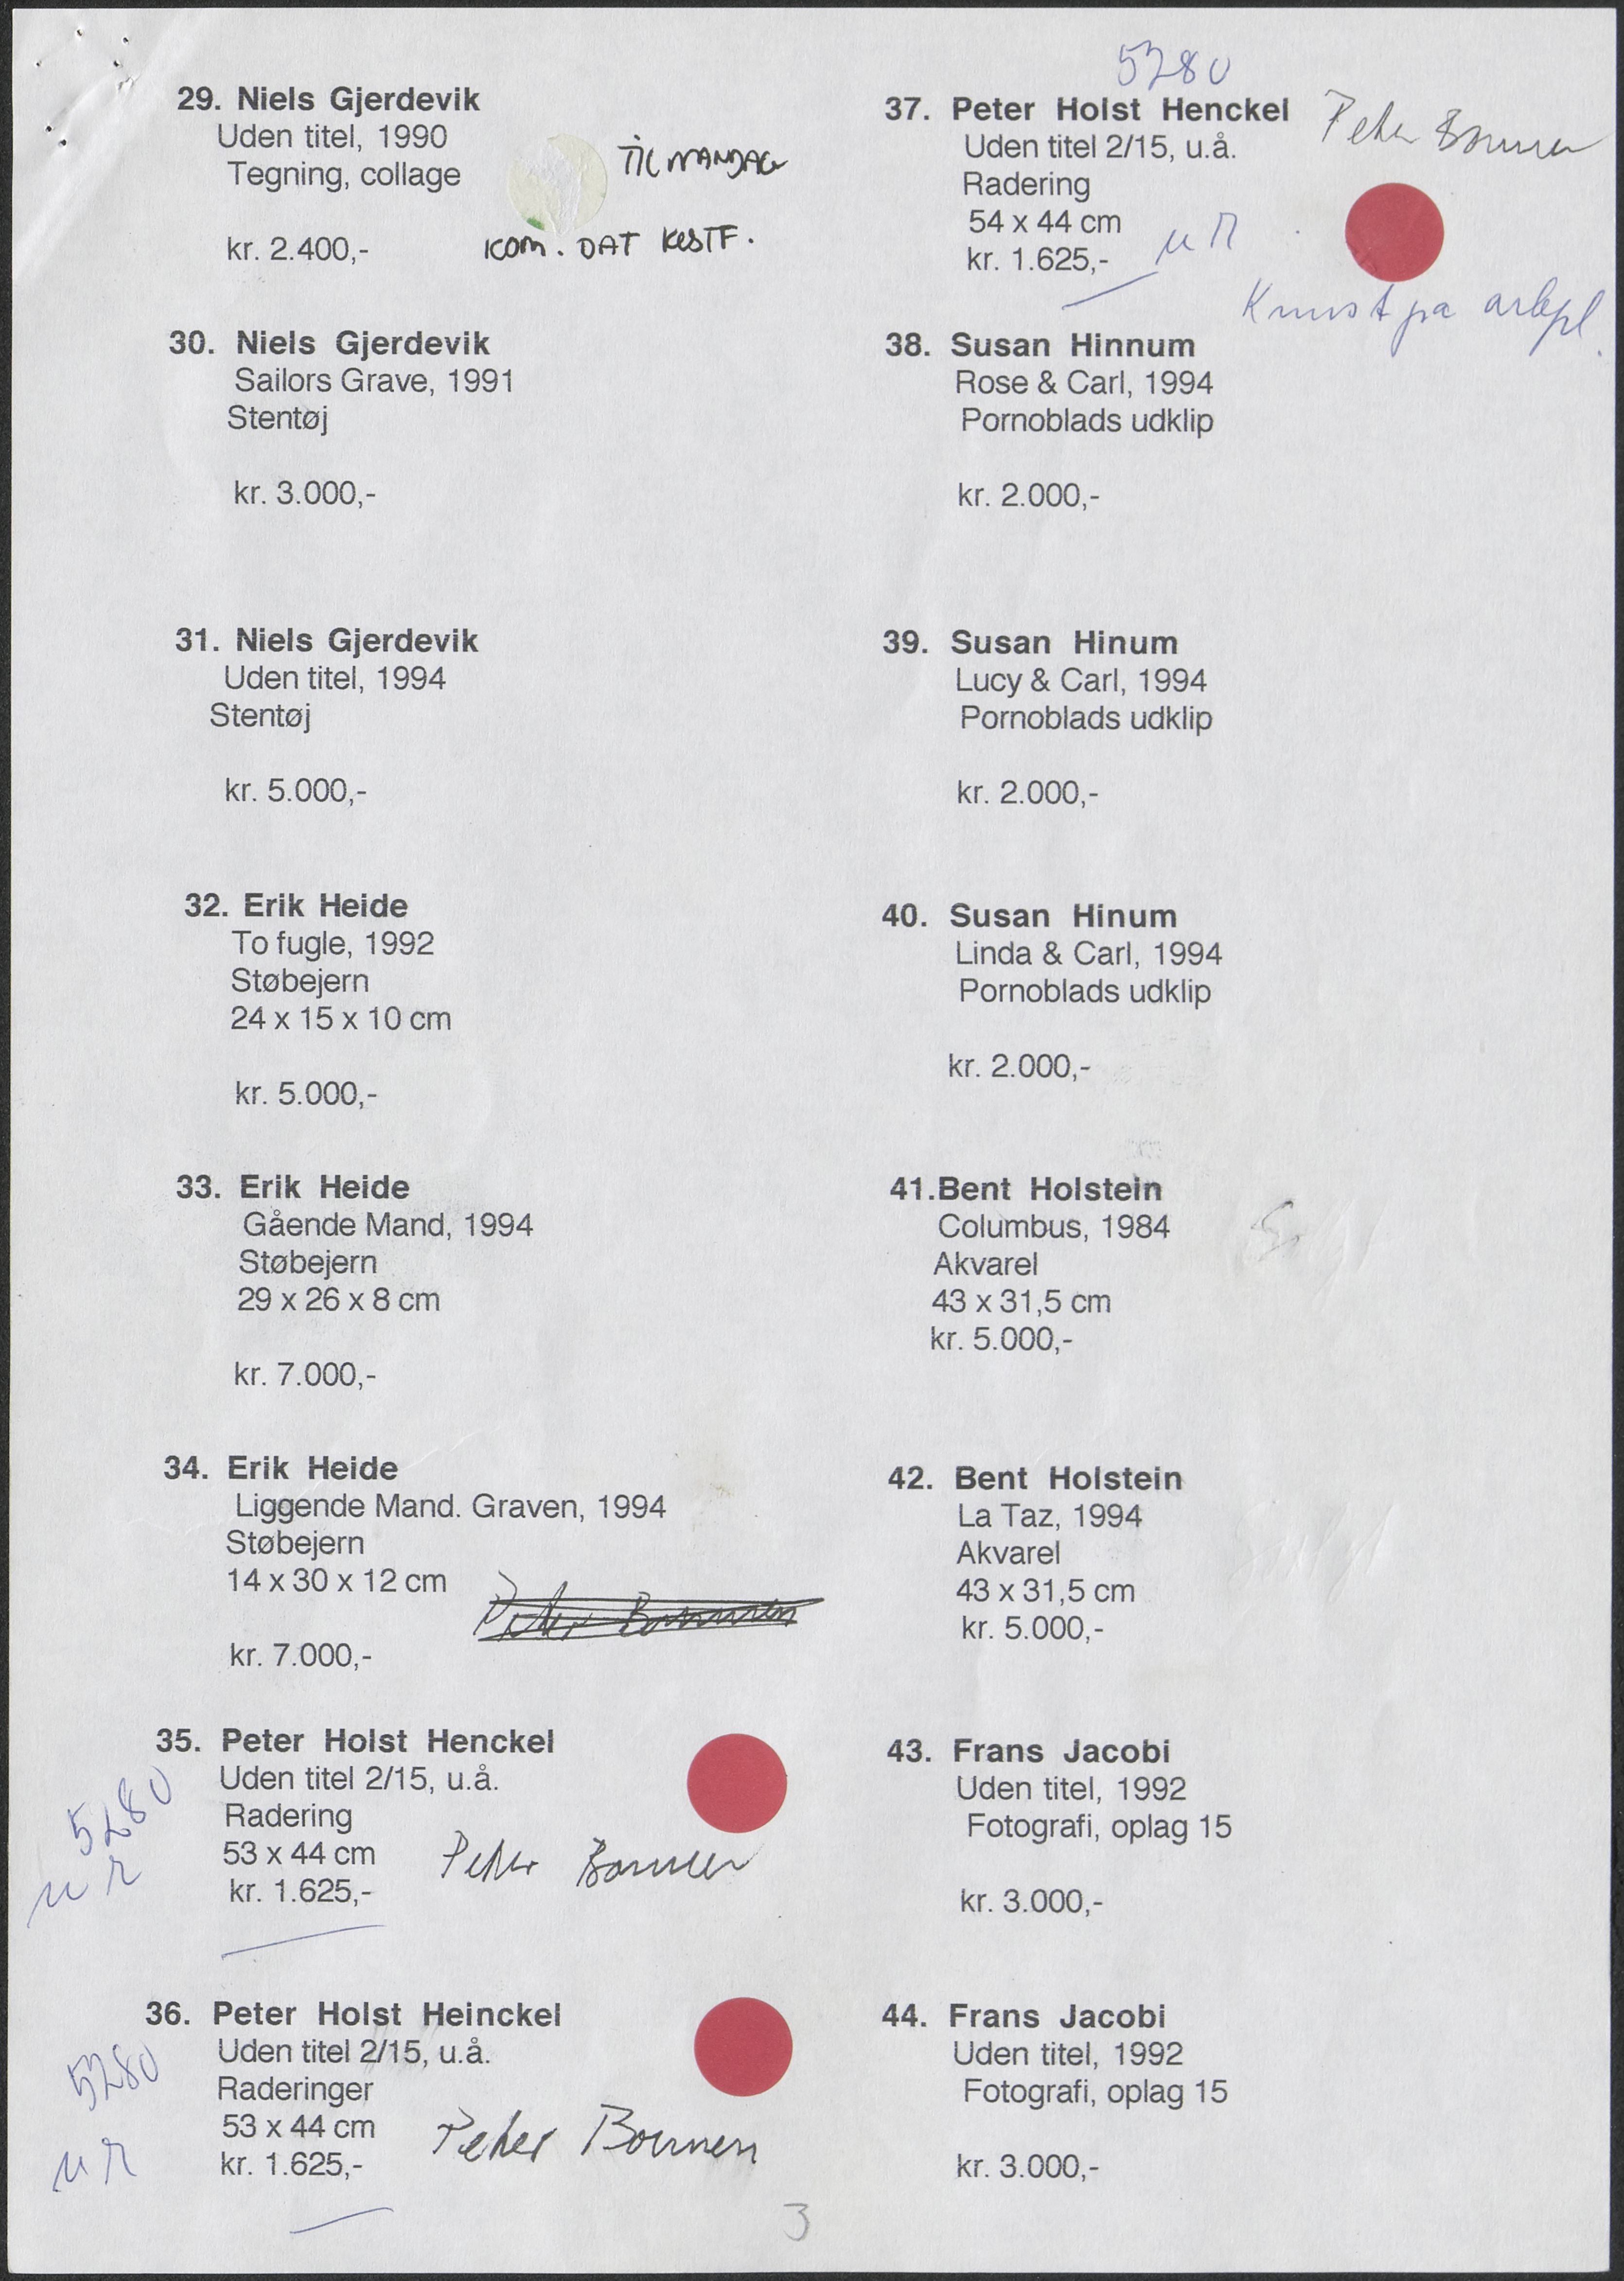 29. Niels Gjerdevik
Uden titel, 1990
Tegning, collage
TIL MANDAG
kr. 2.400,-
KOM. DAT
30. Niels Gjerdevik
Sailors Grave, 1991
Stentøj
kr. 3.000,-
31. Niels Gjerdevik
Uden titel, 1994
Stentøj
kr. 5.000,-
32. Erik Heide
To fugle, 1992
Støbejern
24 x 15 x 10 cm
kr. 5.000,-
33. Erik Heide
Gående Mand, 1994
Støbejern
29 x 26 x 8 cm
kr. 7.000,-
34. Erik Heide
Liggende Mand. Graven, 1994
Støbejern
14 x 30 x 12 cm
Peter
kr. 7.000,-
35. Peter Holst Henckel
Uden titel 2/15, u.å.
Radering
5280
53 x 44 cm
Peter
kr. 1.625,-
36. Peter Holst Heinckel
Uden titel 2/15, u.å.
5280
Raderinger
53 x 44 cm
Peter
kr. 1.625,-
5280
37. Peter Holst Henckel
Peter
Uden titel 2/15, u.å.
Radering
54 x 44 cm
kr. 1.625,-
Kunst på arbpl.
38. Susan Hinnum
Rose & Carl, 1994
Pornoblads udklip
kr. 2.000,-
39. Susan Hinum
Lucy & Carl, 1994
Pornoblads udklip
kr. 2.000,-
40. Susan Hinum
Linda & Carl, 1994
Pornoblads udklip
kr. 2.000,-
41.Bent Holstein
Columbus, 1984
Akvarel
43 x 31,5 cm
kr. 5.000,-
42. Bent Holstein
La Taz, 1994
Akvarel
43 x 31,5 cm
kr. 5.000,-
43. Frans Jacobi
Uden titel, 1992
Fotografi, oplag 15
kr. 3.000,-
44. Frans Jacobi
Uden titel, 1992
Fotografi, oplag 15
kr. 3.000,-
3